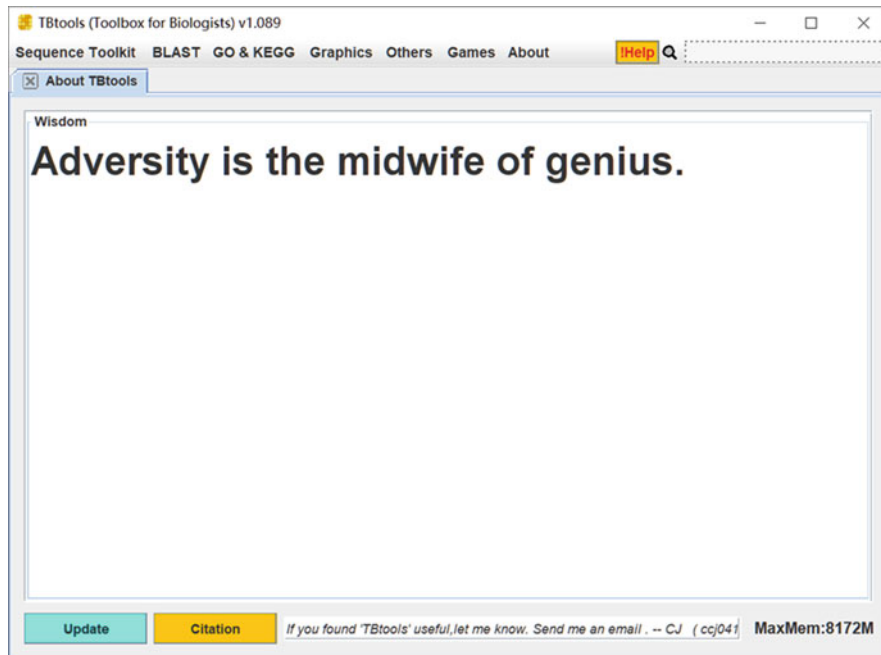 TBtools (Toolbox for Biologists) v1.089
Sequence Toolkit BLAST GO & KEGG Graphics Others Games About !Help
About TBtools
Wisdom
Adversity is the midwife of genius.
Update Citation If you found 'TBtools' useful,let me know. Send me an email . -- CJ ( ccj041 MaxMem:8172M